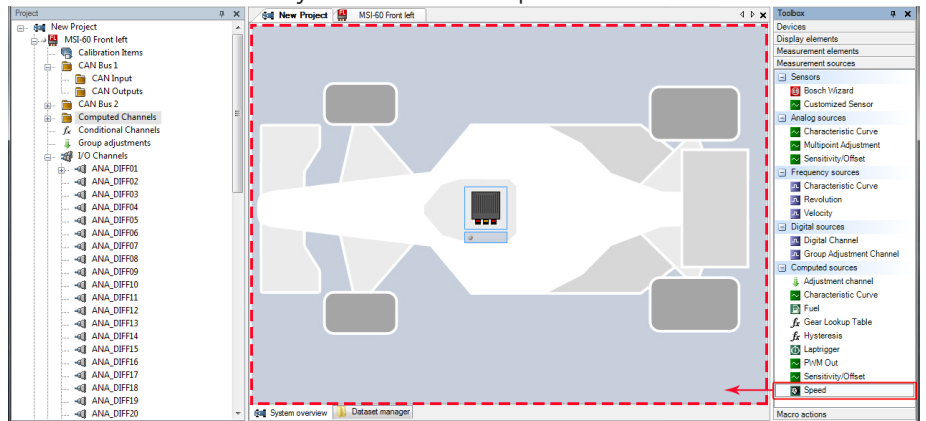 Project
New Project
MSI-60 Front left
Calibration Items
CAN Bus 1
CAN Input
CAN Outputs
CAN Bus 2
Computed Channels
fx Conditional Channels
Group adjustments
I/O Channels
ANA_DIFF01
ANA_DIFF02
ANA_DIFF03
ANA_DIFF04
ANA_DIFF05
ANA_DIFF06
ANA_DIFF07
ANA_DIFF08
ANA_DIFF09
ANA_DIFF10
ANA_DIFF11
ANA_DIFF12
ANA_DIFF13
ANA_DIFF14
ANA_DIFF15
ANA_DIFF16
ANA_DIFF17
ANA_DIFF18
ANA_DIFF19
ANA_DIFF20
New Project MSI-60 Front left
System overview Dataset manager
Toolbox
Devices
Display elements
Measurement elements
Measurement sources
Sensors
Bosch Wizard
Customized Sensor
Analog sources
Characteristic Curve
Multipoint Adjustment
Sensitivity/Offset
Frequency sources
Characteristic Curve
Revolution
Velocity
Digital sources
Digital Channel
Group Adjustment Channel
Computed sources
Adjustment channel
Characteristic Curve
Fuel
fx Gear Lookup Table
fx Hysteresis
Laptrigger
PWM Out
Sensitivity/Offset
Speed
Macro actions